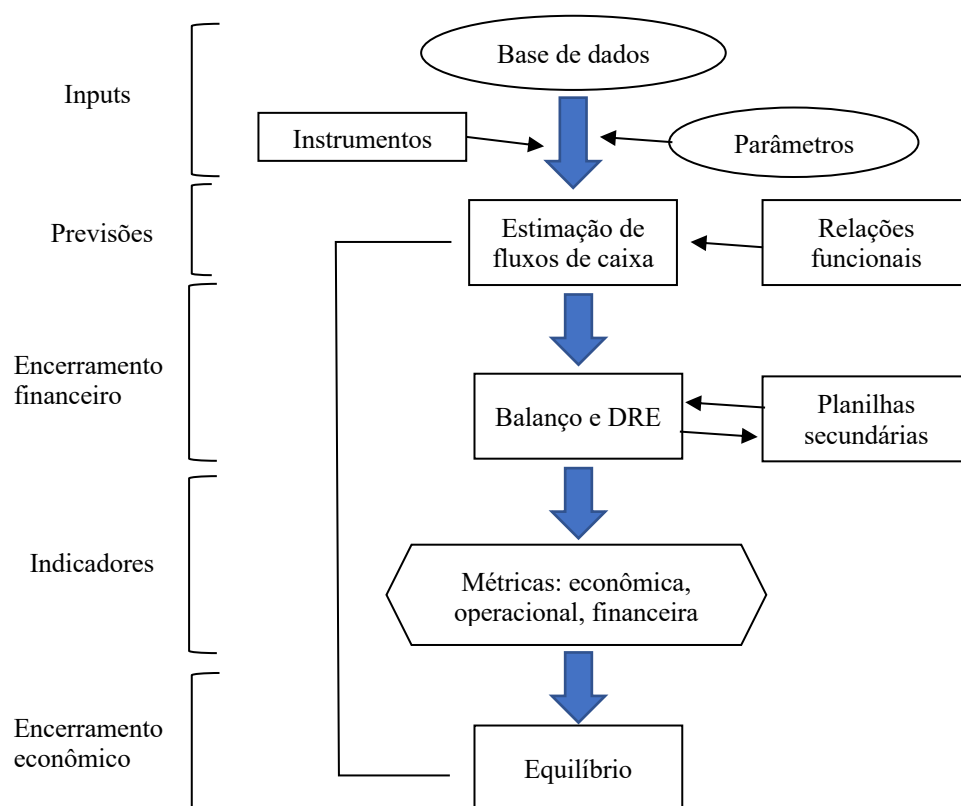 Base de dados
Inputs
Instrumentos
Parâmetros
Previsões
Estimação de
fluxos de caixa
Relações
funcionais
Encerramento
financeiro
Balanço e DRE
Planilhas
secundárias
Indicadores
Métricas: econômica,
operacional, financeira
Encerramento
econômico
Equilíbrio